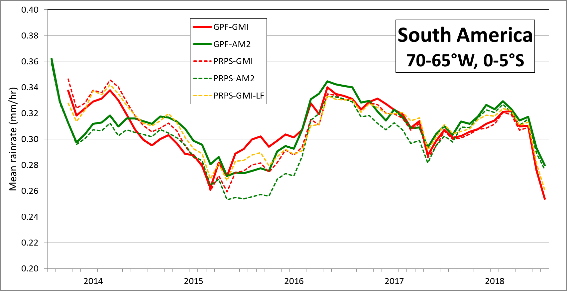 South America
70-65°W, 0-5°S
GPF-GMI
GPF-AM2
PRPS-GMI
PRPS-AM2
PRPS-GMI-LF
Mean rainrate (mm/hr)
0.40
0.38
0.36
0.34
0.32
0.30
0.28
0.26
0.24
0.22
0.20
2014
2015
2016
2017
2018